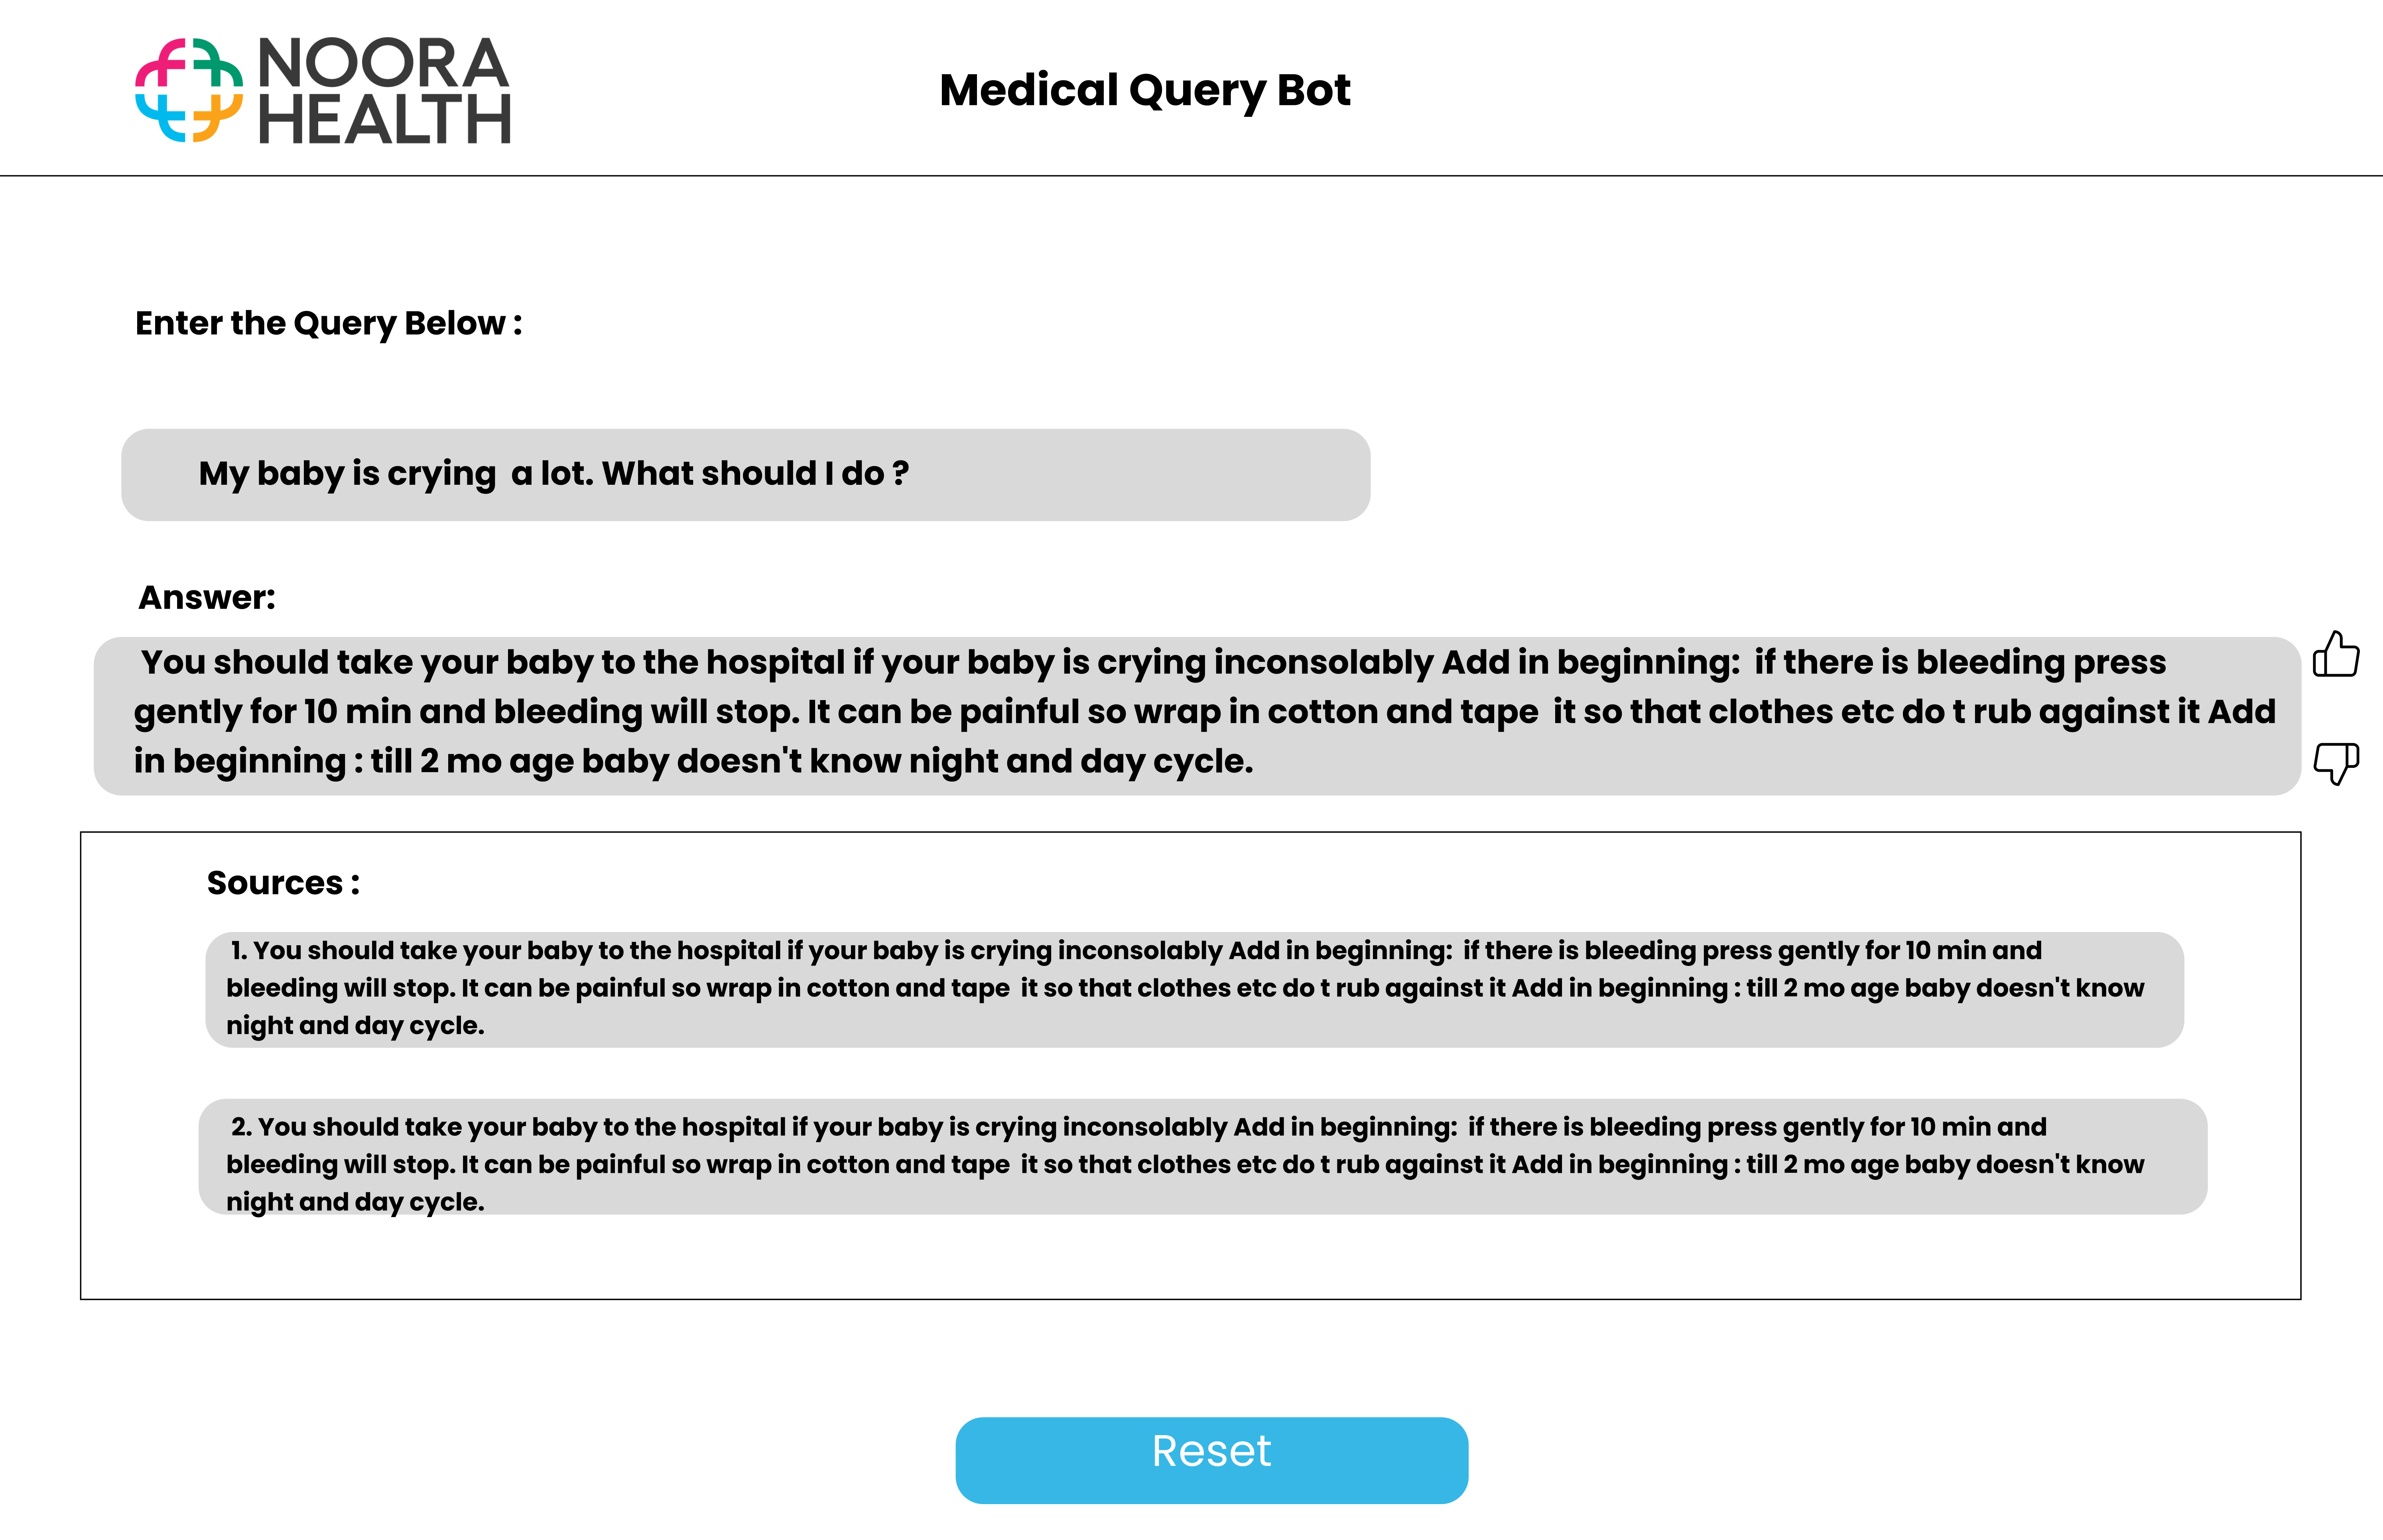 NOORA
HEALTH
Medical Query Bot
Enter the Query Below :
My baby is crying  a lot. What should I do ?
Answer:
You should take your baby to the hospital if your baby is crying inconsolably Add in beginning:  if there is bleeding press
gently for 10 min and bleeding will stop. It can be painful so wrap in cotton and tape  it so that clothes etc do t rub against it Add
in beginning : till 2 mo age baby doesn't know night and day cycle.
Sources :
1. You should take your baby to the hospital if your baby is crying inconsolably Add in beginning:  if there is bleeding press gently for 10 min and
bleeding will stop. It can be painful so wrap in cotton and tape  it so that clothes etc do t rub against it Add in beginning : till 2 mo age baby doesn't know
night and day cycle.
2. You should take your baby to the hospital if your baby is crying inconsolably Add in beginning:  if there is bleeding press gently for 10 min and
bleeding will stop. It can be painful so wrap in cotton and tape  it so that clothes etc do t rub against it Add in beginning : till 2 mo age baby doesn't know
night and day cycle.
Reset